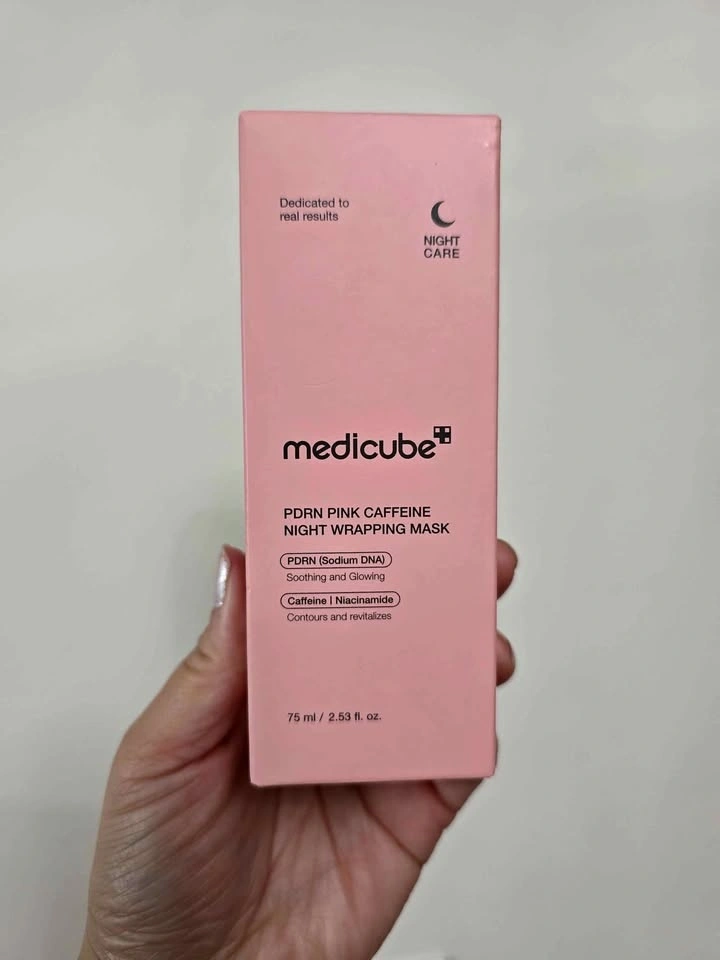 Dedicated to
real results
NIGHT
CARE
medicube
PDRN PINK CAFFEINE
NIGHT WRAPPING MASK
PDRN (Sodium DNA)
Soothing and Glowing
Caffeine | Niacinamide
Contours and revitalizes
75 ml / 2.53 fl. oz.